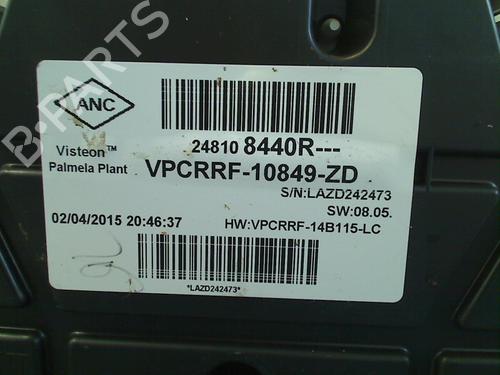 ANC
Visteon™
Palmela Plant
24810 8440R---
VPCRRF-10849-ZD
S/N:LAZD242473
SW:08.05.
02/04/2015 20:46:37
HW:VPCRRF-14B115-LC
*LAZD242473*
B-PARTS